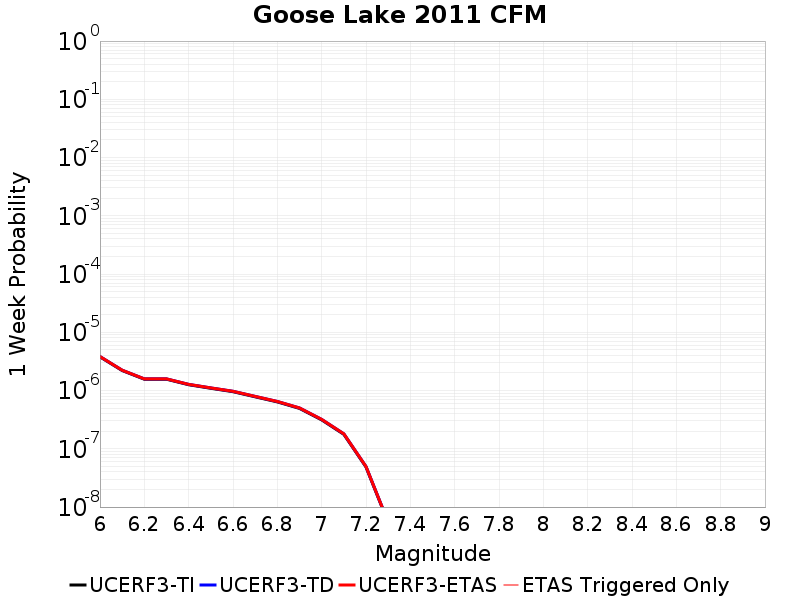 Goose Lake 2011 CFM
1 Week Probability
10^0
10^-1
10^-2
10^-3
10^-4
10^-5
10^-6
10^-7
10^-8
6 6.2 6.4 6.6 6.8 7 7.2 7.4 7.6 7.8 8 8.2 8.4 8.6 8.8 9
Magnitude
UCERF3-TI UCERF3-TD UCERF3-ETAS ETAS Triggered Only